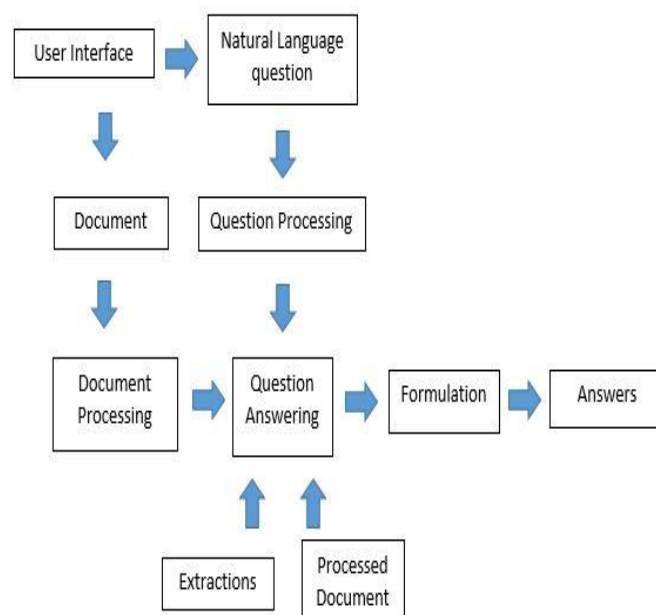 User Interface
Natural Language
question
Document
Question Processing
Document
Processing
Question
Answering
Formulation
Answers
Extractions
Processed
Document